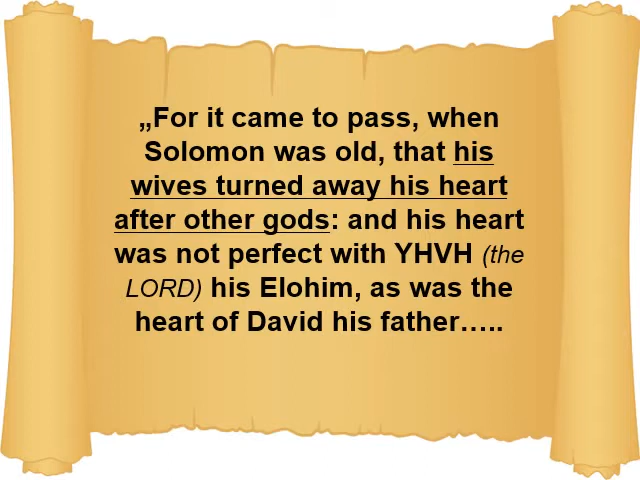 „For it came to pass, when
Solomon was old, that his
wives turned away his heart
after other gods: and his heart
was not perfect with YHVH (the
LORD) his Elohim, as was the
heart of David his father…..